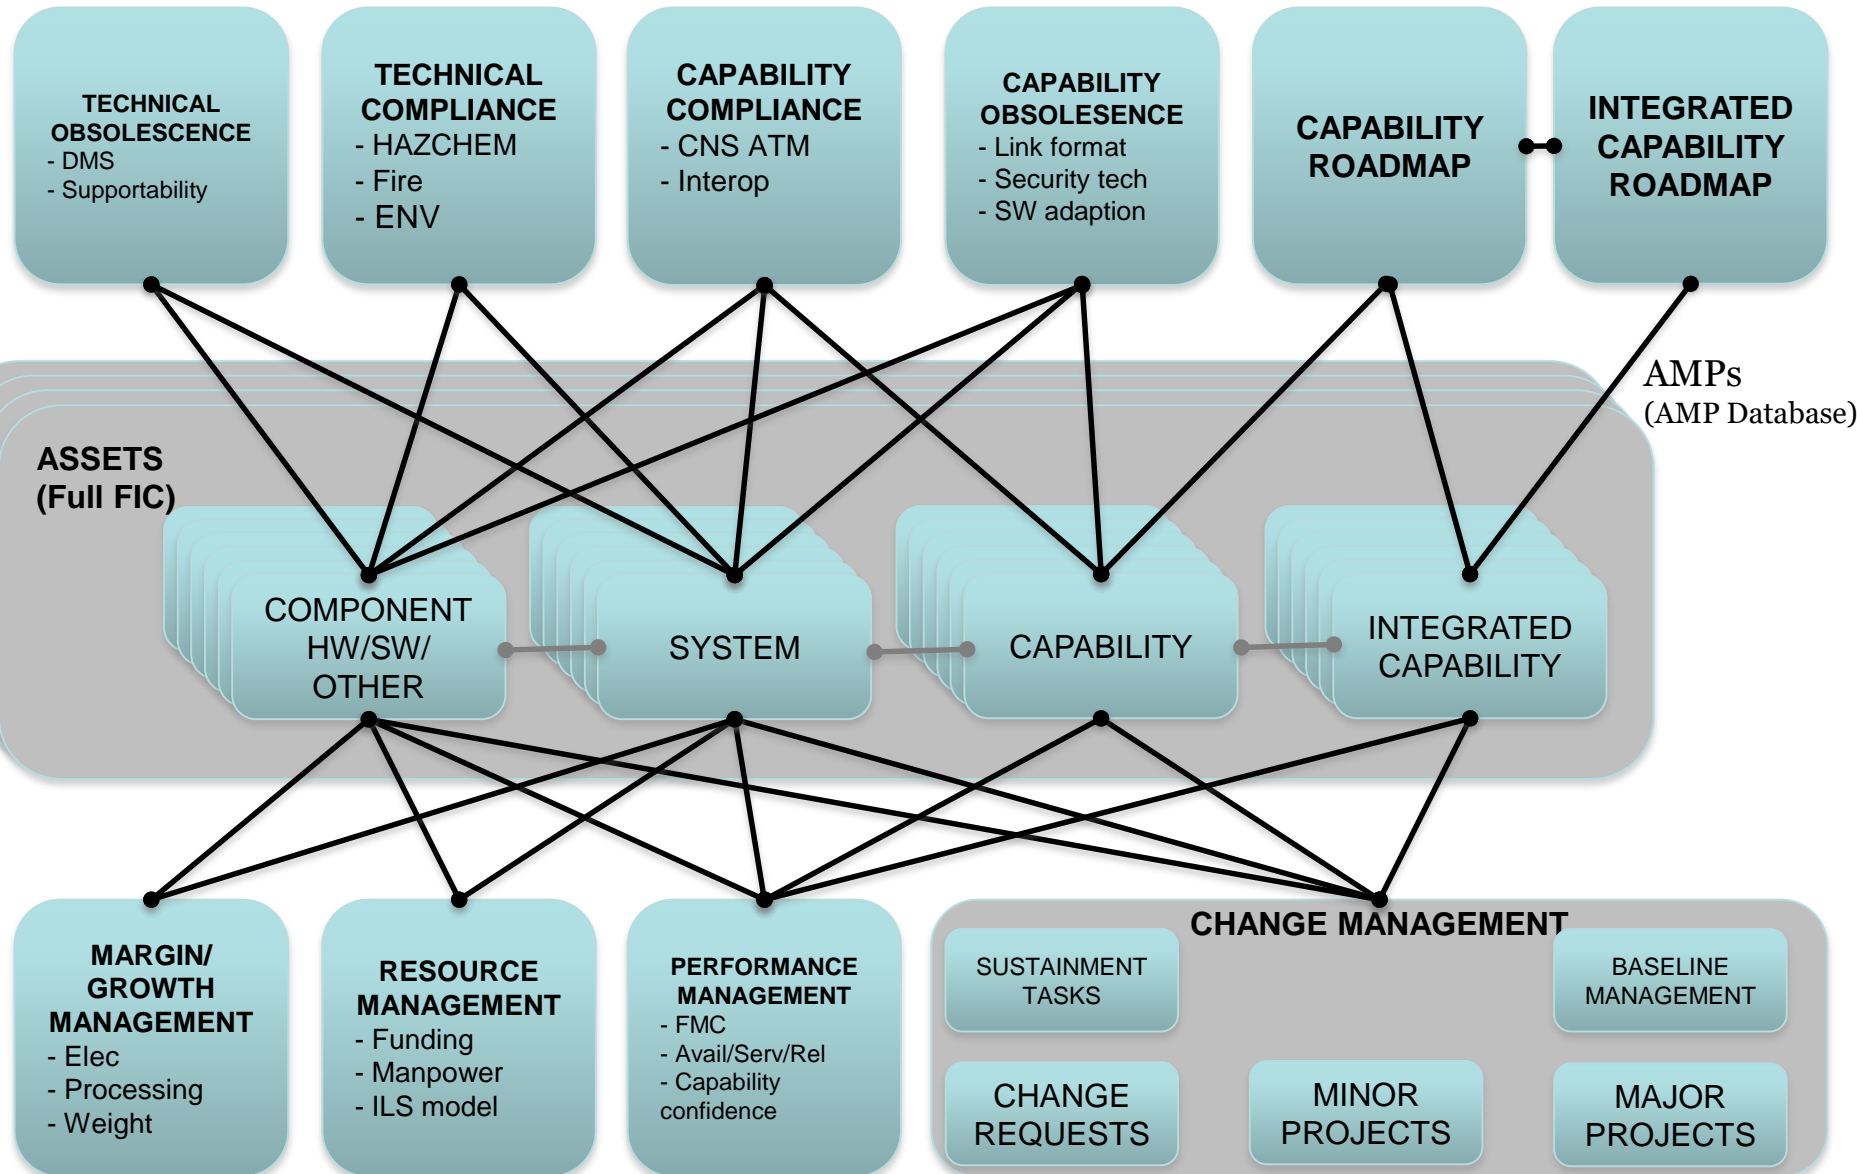 TECHNICAL
OBSOLESCENCE
- DMS
- Supportability
TECHNICAL
COMPLIANCE
- HAZCHEM
- Fire
- ENV
CAPABILITY
COMPLIANCE
- CNS ATM
- Interop
CAPABILITY
OBSOLESENCE
- Link format
- Security tech
- SW adaption
CAPABILITY
ROADMAP
INTEGRATED
CAPABILITY
ROADMAP
AMPs
(AMP Database)
ASSETS
(Full FIC)
COMPONENT
HW/SW/
OTHER
SYSTEM
CAPABILITY
INTEGRATED
CAPABILITY
MARGIN/
GROWTH
MANAGEMENT
- Elec
- Processing
- Weight
RESOURCE
MANAGEMENT
- Funding
- Manpower
- ILS model
PERFORMANCE
MANAGEMENT
- FMC
- Avail/Serv/Rel
- Capability
confidence
CHANGE MANAGEMENT
SUSTAINMENT
TASKS
BASELINE
MANAGEMENT
CHANGE
REQUESTS
MINOR
PROJECTS
MAJOR
PROJECTS